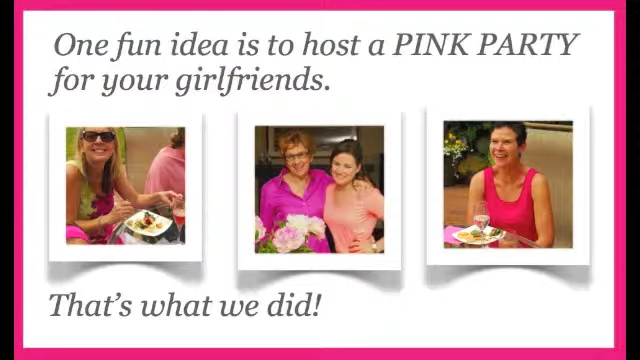 One fun idea is to host a PINK PARTY
for your girlfriends.
That's what we did!